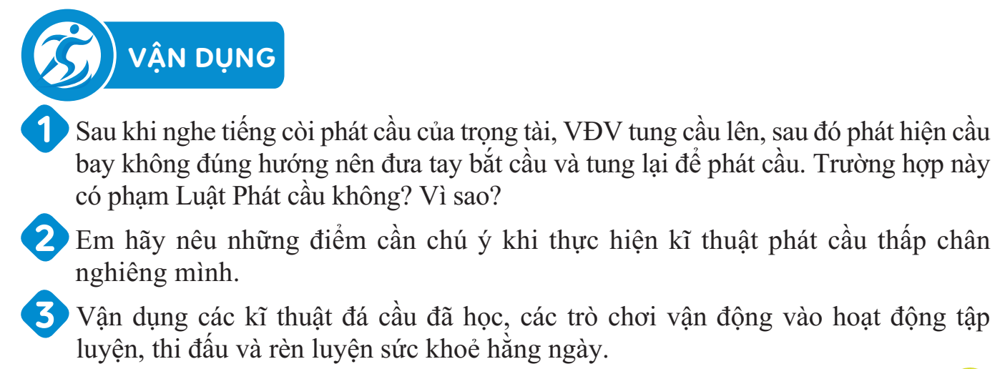 VẬN DỤNG
1 Sau khi nghe tiếng còi phát cầu của trọng tài, VĐV tung cầu lên, sau đó phát hiện cầu
bay không đúng hướng nên đưa tay bắt cầu và tung lại để phát cầu. Trường hợp này
có phạm Luật Phát cầu không? Vì sao?
2 Em hãy nêu những điểm cần chú ý khi thực hiện kĩ thuật phát cầu thấp chân
nghiêng mình.
3 Vận dụng các kĩ thuật đá cầu đã học, các trò chơi vận động vào hoạt động tập
luyện, thi đấu và rèn luyện sức khoẻ hằng ngày.